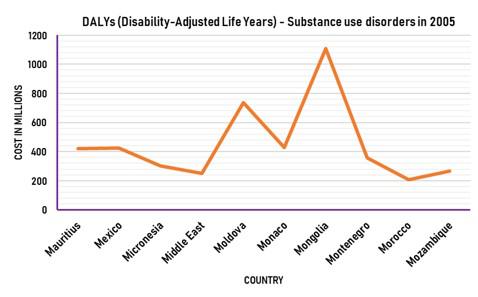 DALYs (Disability-Adjusted Life Years) - Substance use disorders in 2005
1200
1000
800
600
400
200
0
COST IN MILLIONS
Mauritius
Mexico
Micronesia
Middle East
Moldova
Monaco
Mongolia
Montenegro
Morocco
Mozambique
COUNTRY